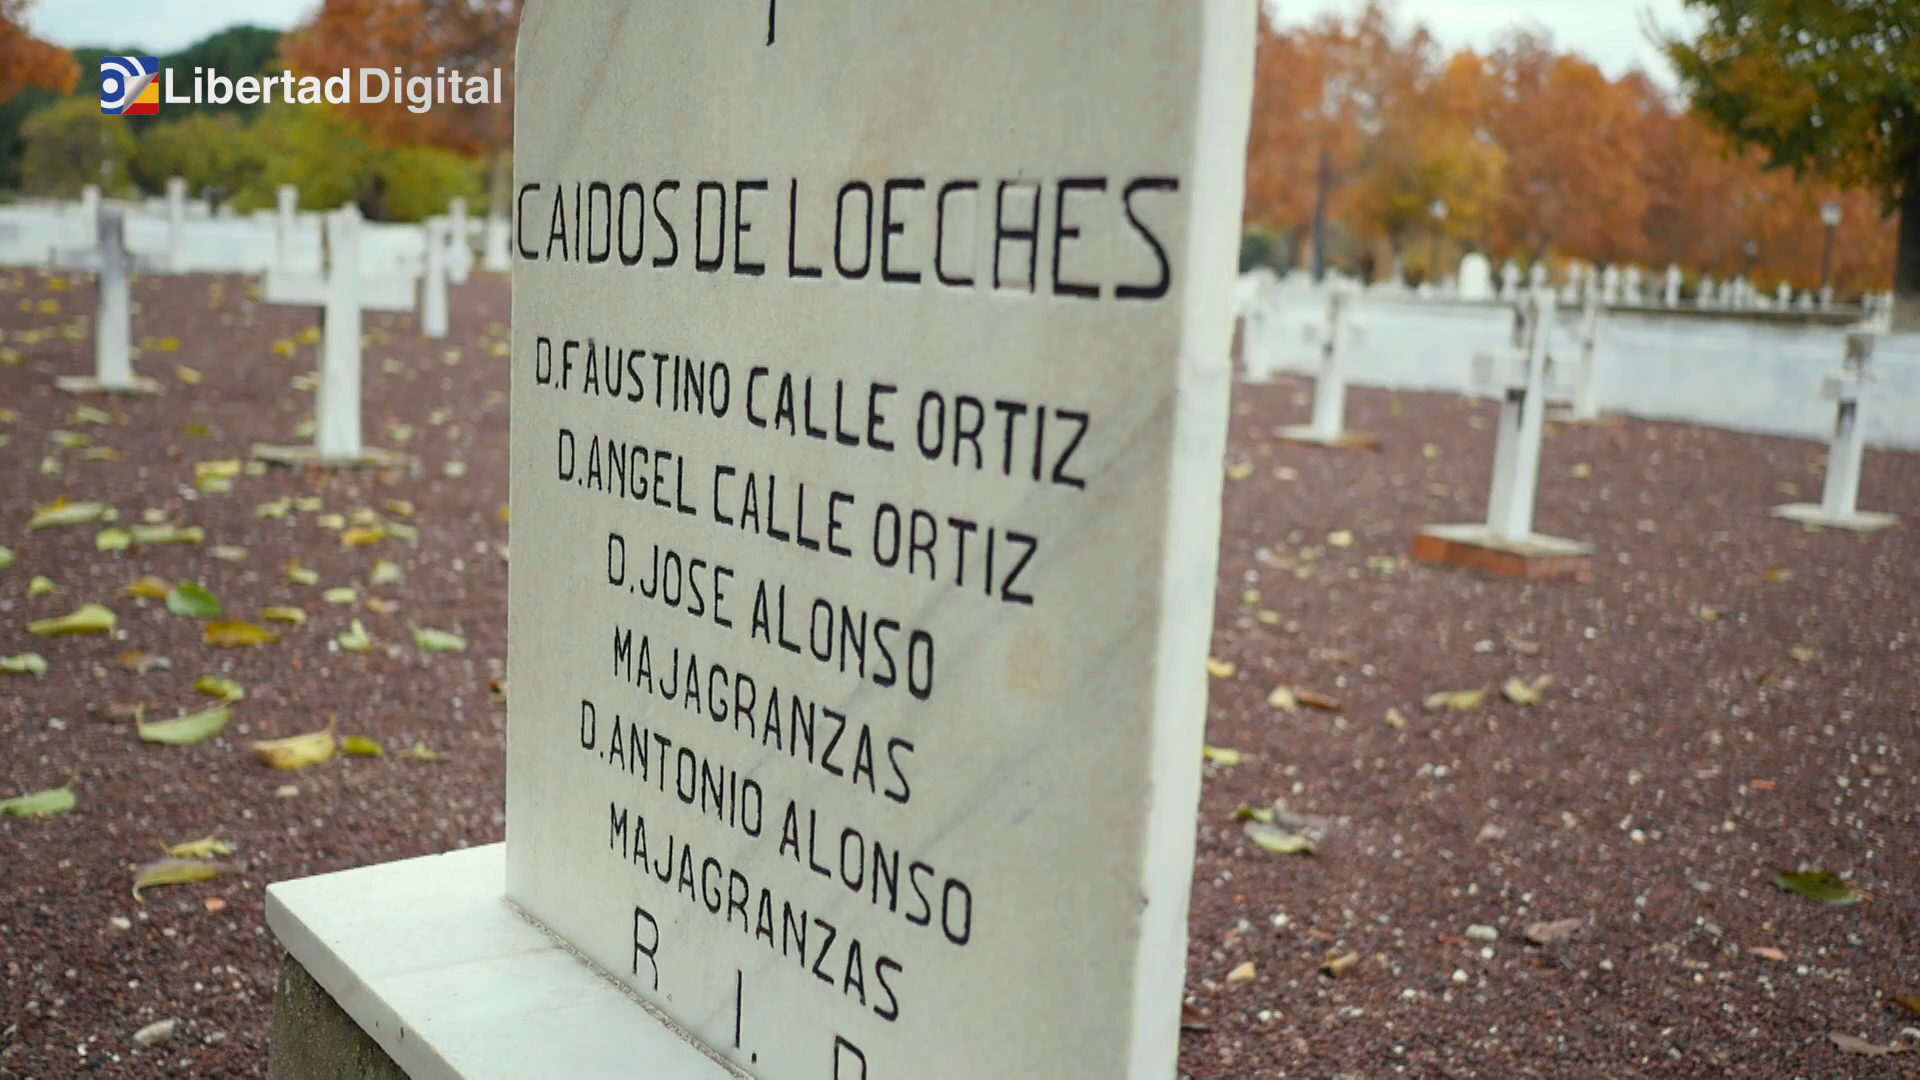 Libertad Digital
CAIDOS DE LOECHES
D.FAUSTINO CALLE ORTIZ
D.ANGEL CALLE ORTIZ
D.JOSE ALONSO
MAJAGRANZAS
D.ANTONIO ALONSO
MAJAGRANZAS
R. I. P